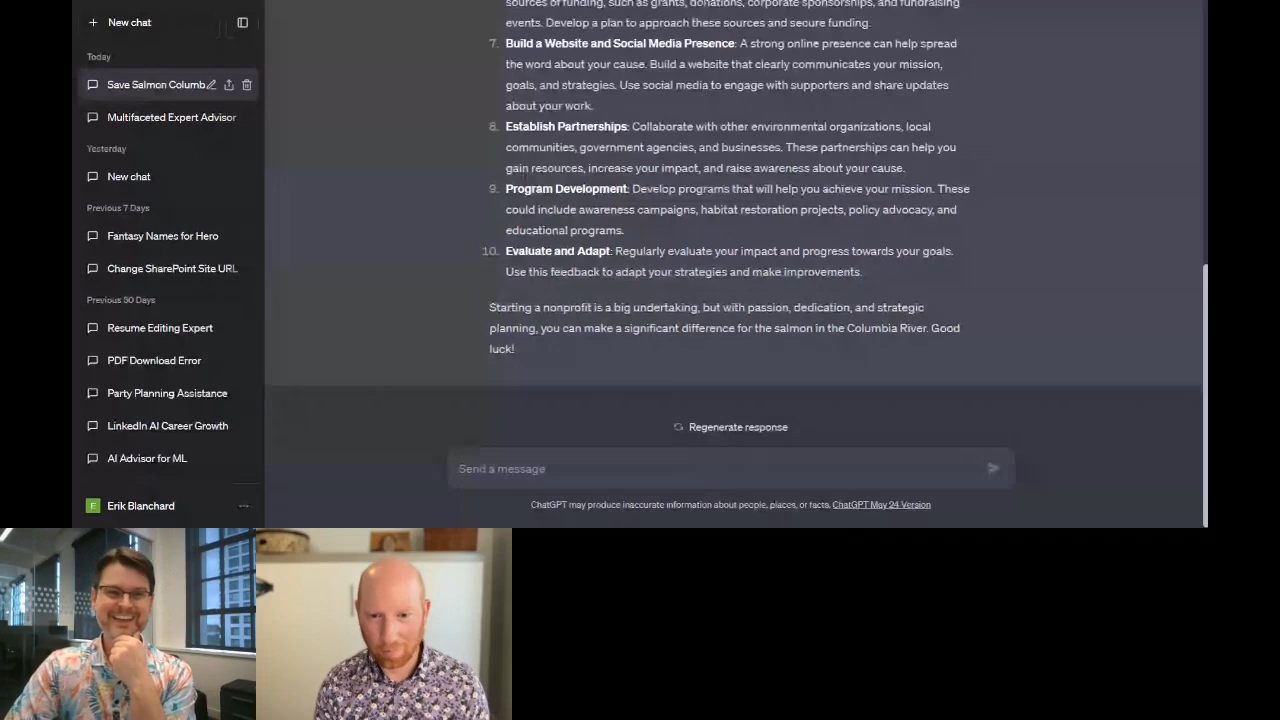 New chat
Today
Save Salmon Columb
Multifaceted Expert Advisor
Yesterday
New chat
Previous 7 Days
Fantasy Names for Hero
Change SharePoint Site URL
Previous 30 Days
Resume Editing Expert
PDF Download Error
Party Planning Assistance
LinkedIn AI Career Growth
AI Advisor for ML
E Erik Blanchard
sources of funding, such as grants, donations, corporate sponsorships, and fundraising
events. Develop a plan to approach these sources and secure funding.
7. Build a Website and Social Media Presence: A strong online presence can help spread
the word about your cause. Build a website that clearly communicates your mission,
goals, and strategies. Use social media to engage with supporters and share updates
about your work.
8. Establish Partnerships: Collaborate with other environmental organizations, local
communities, government agencies, and businesses. These partnerships can help you
gain resources, increase your impact, and raise awareness about your cause.
9. Program Development: Develop programs that will help you achieve your mission. These
could include awareness campaigns, habitat restoration projects, policy advocacy, and
educational programs.
10. Evaluate and Adapt: Regularly evaluate your impact and progress towards your goals.
Use this feedback to adapt your strategies and make improvements.
Starting a nonprofit is a big undertaking, but with passion, dedication, and strategic
planning, you can make a significant difference for the salmon in the Columbia River. Good
luck!
Regenerate response
Send a message
ChatGPT may produce inaccurate information about people, places, or facts. ChatGPT May 24 Version